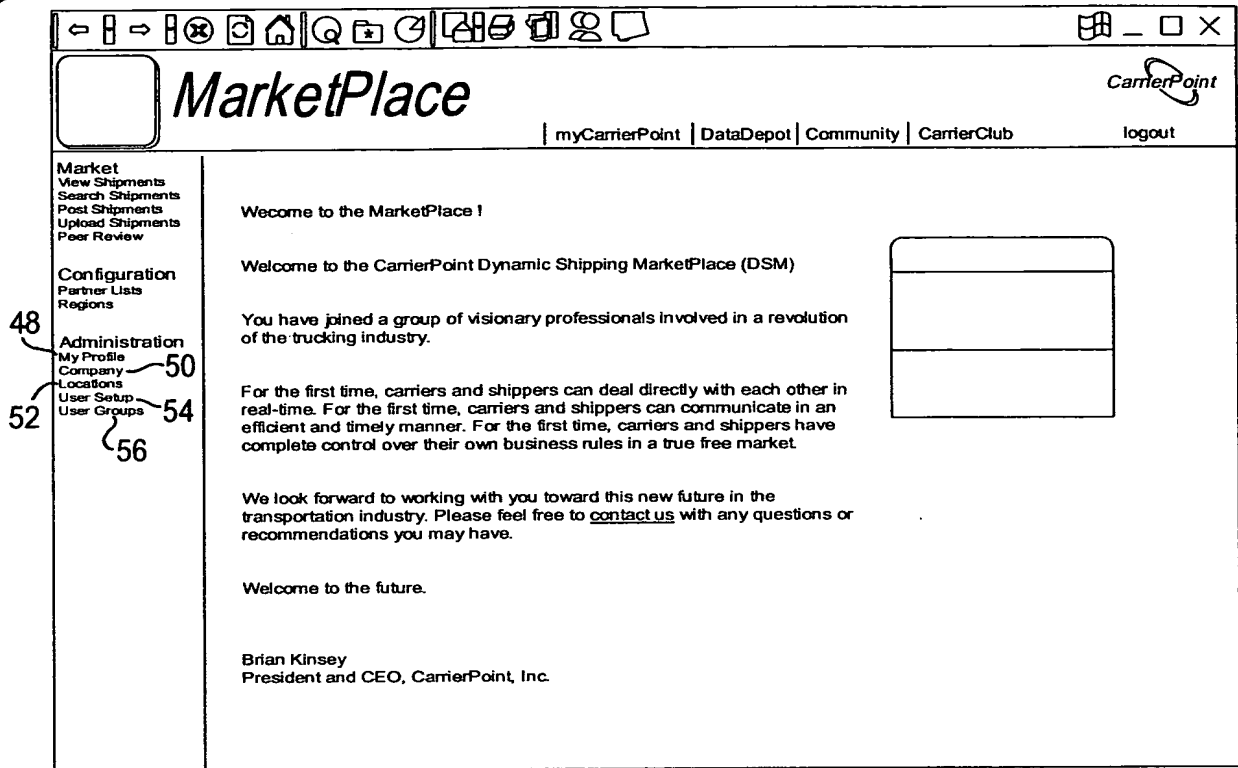 MarketPlace
CarrierPoint
myCarrierPoint DataDepot Community CarrierClub logout
Market
View Shipments
Search Shipments
Post Shipments
Upload Shipments
Peer Review
Configuration
Partner Lists
Regions
Administration
My Profile
Company
Locations
User Setup
User Groups
48
50
52
54
56
Wecome to the MarketPlace !
Welcome to the CarrierPoint Dynamic Shipping MarketPlace (DSM)
You have joined a group of visionary professionals involved in a revolution
of the trucking industry.
For the first time, carriers and shippers can deal directly with each other in
real-time. For the first time, carriers and shippers can communicate in an
efficient and timely manner. For the first time, carriers and shippers have
complete control over their own business rules in a true free market.
We look forward to working with you toward this new future in the
transportation industry. Please feel free to contact us with any questions or
recommendations you may have.
Welcome to the future.
Brian Kinsey
President and CEO, CarrierPoint, Inc.